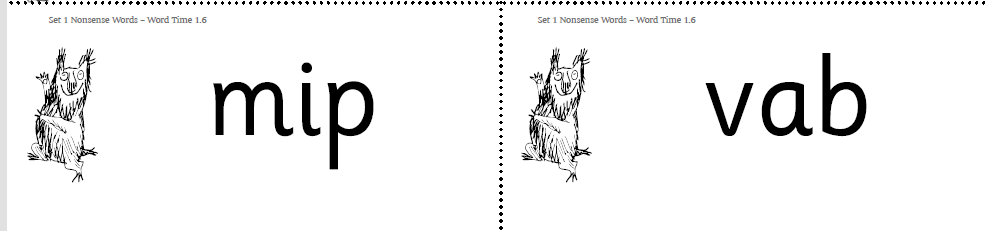 Set 1 Nonsense Words – Word Time 1.6
mip
Set 1 Nonsense Words – Word Time 1.6
vab